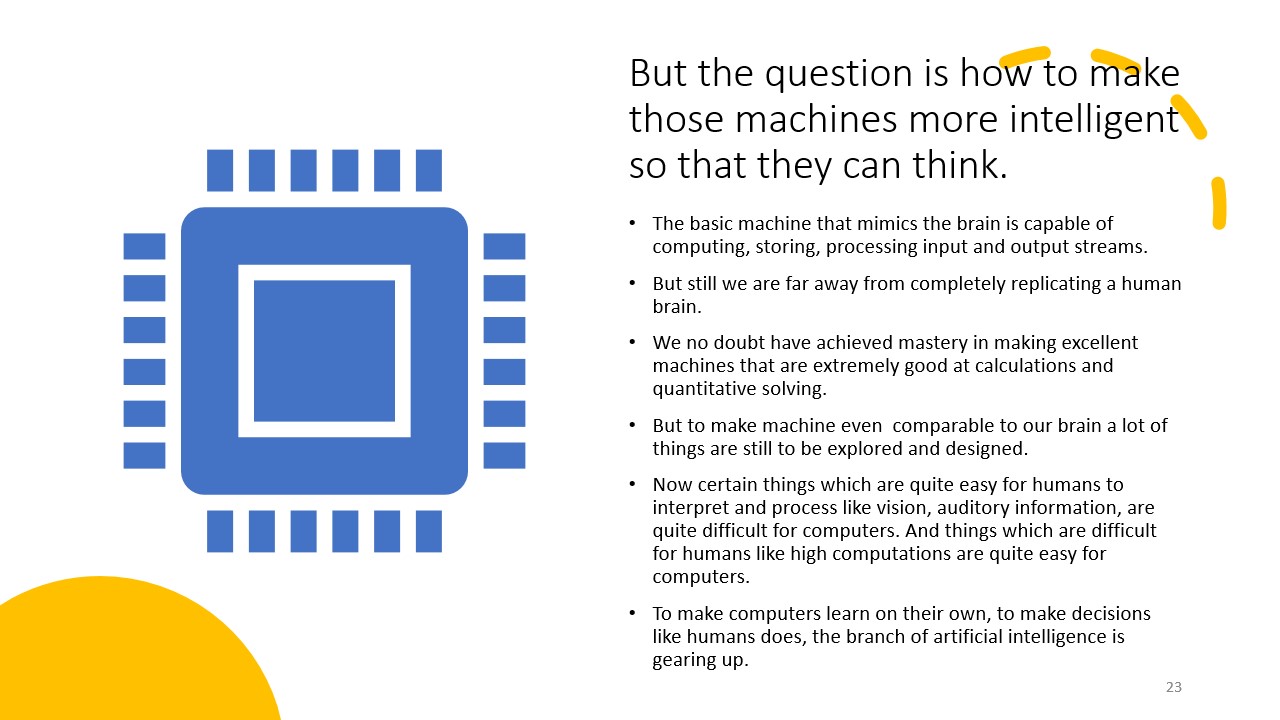 But the question is how to make
those machines more intelligent
so that they can think.
• The basic machine that mimics the brain is capable of
computing, storing, processing input and output streams.
• But still we are far away from completely replicating a human
brain.
• We no doubt have achieved mastery in making excellent
machines that are extremely good at calculations and
quantitative solving.
• But to make machine even  comparable to our brain a lot of
things are still to be explored and designed.
• Now certain things which are quite easy for humans to
interpret and process like vision, auditory information, are
quite difficult for computers. And things which are difficult
for humans like high computations are quite easy for
computers.
• To make computers learn on their own, to make decisions
like humans does, the branch of artificial intelligence is
gearing up.
23